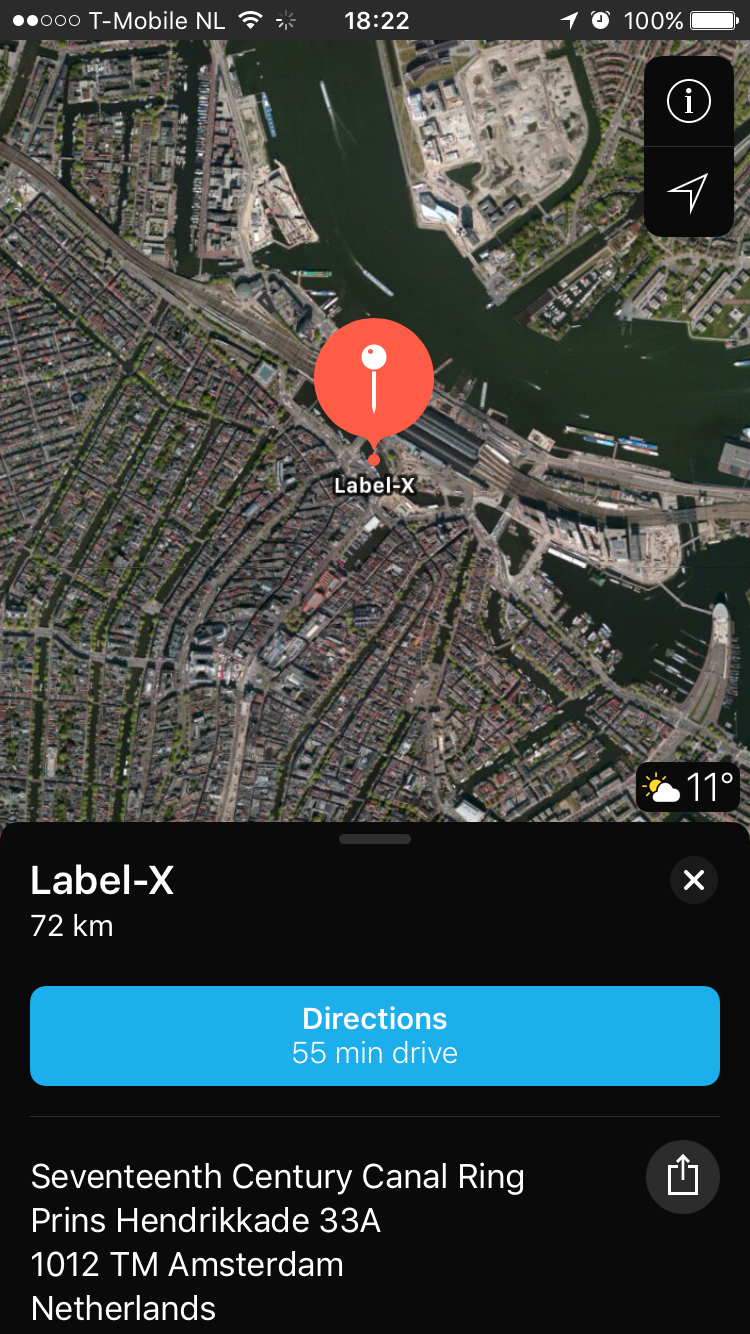 T-Mobile NL 18:22 100%
Label-X
11°
Label-X
72 km
Directions
55 min drive
Seventeenth Century Canal Ring
Prins Hendrikkade 33A
1012 TM Amsterdam
Netherlands